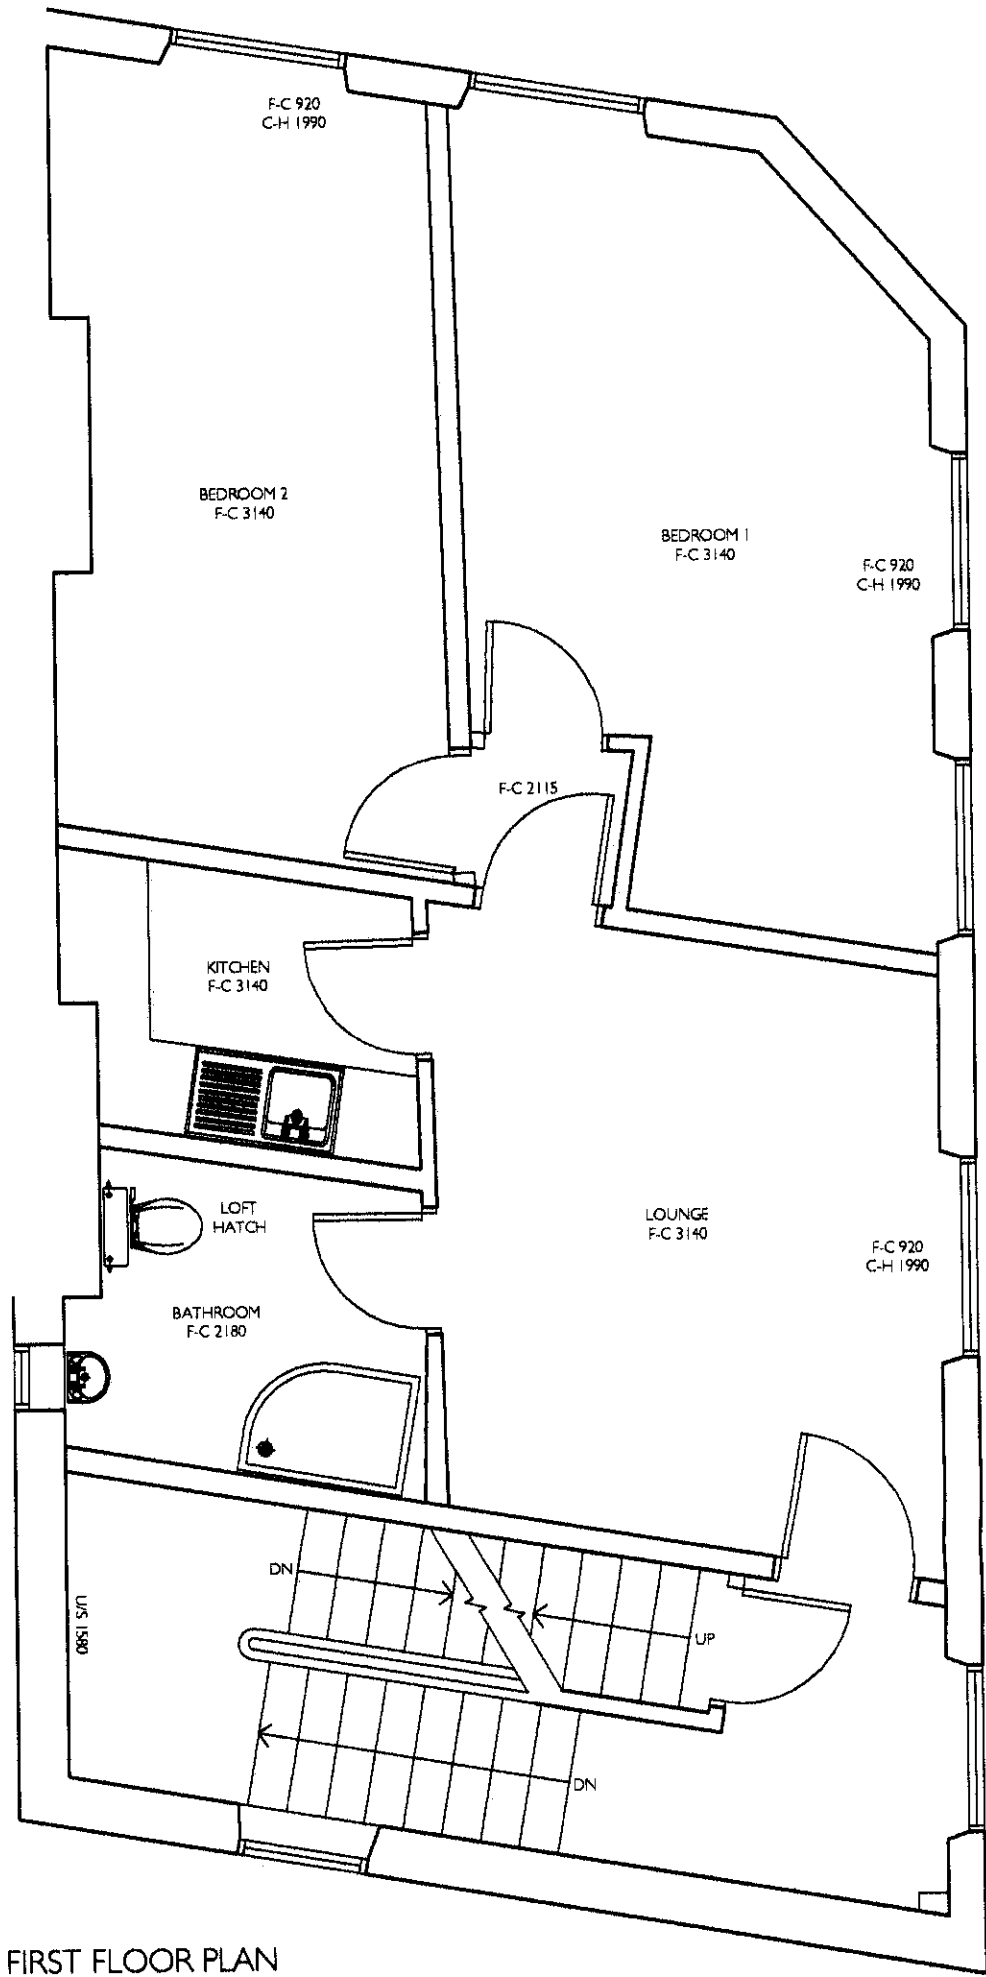 F-C 920
C-H 1990
BEDROOM 2
F-C 3140
BEDROOM 1
F-C 3140
F-C 920
C-H 1990
F-C 2115
KITCHEN
F-C 3140
LOFT
HATCH
LOUNGE
F-C 3140
F-C 920
C-H 1990
BATHROOM
F-C 2180
DN
U/S 1580
UP
DN
FIRST FLOOR PLAN